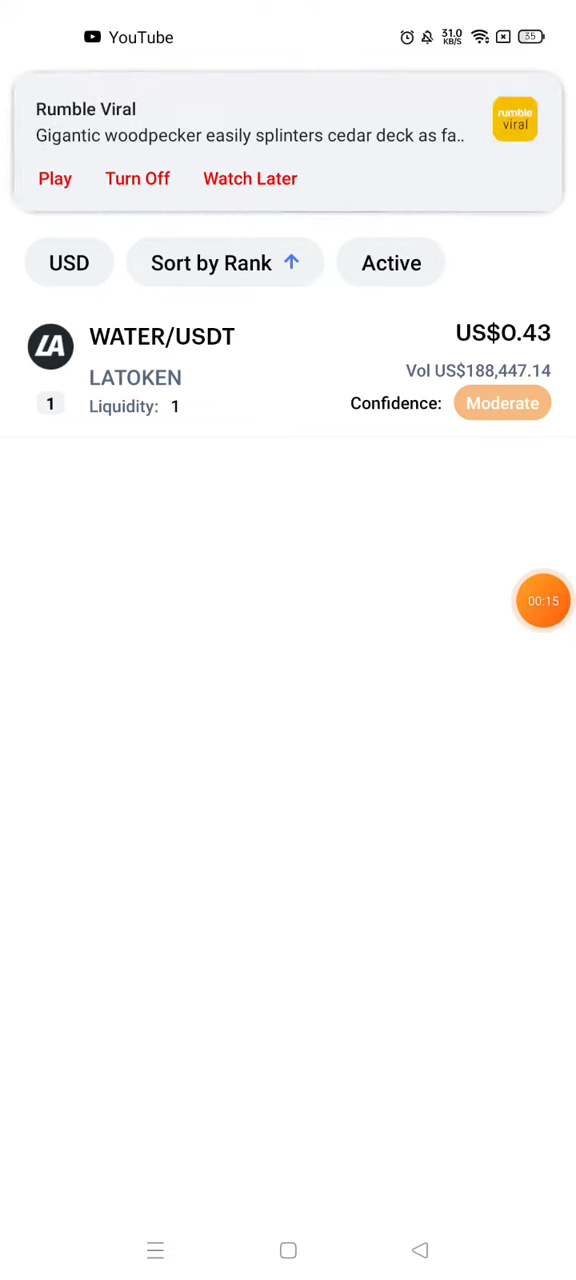 YouTube 31.0 KB/S 35
Rumble Viral
Gigantic woodpecker easily splinters cedar deck as fa..
rumble
viral
Play Turn Off Watch Later
USD Sort by Rank Active
LA WATER/USDT US$0.43
LATOKEN Vol US$188,447.14
1 Liquidity: 1 Confidence: Moderate
00:15